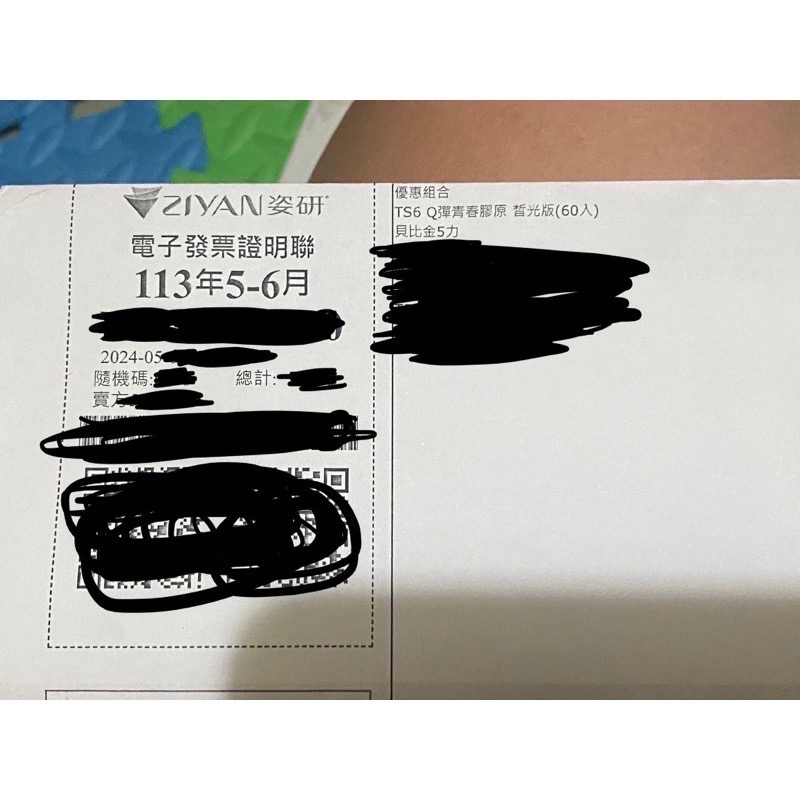 ZIYAN姿研
電子發票證明聯
113年5-6月
2024-05
隨機碼:
總計:
賣方
優惠組合
TS6 Q彈青春膠原 皙光版(60入)
貝比金5力